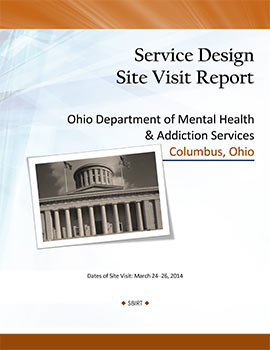 Service Design
Site Visit Report
Ohio Department of Mental Health
& Addiction Services
Columbus, Ohio
Dates of Site Visit: March 24-26, 2014
◆ SBIRT ◆